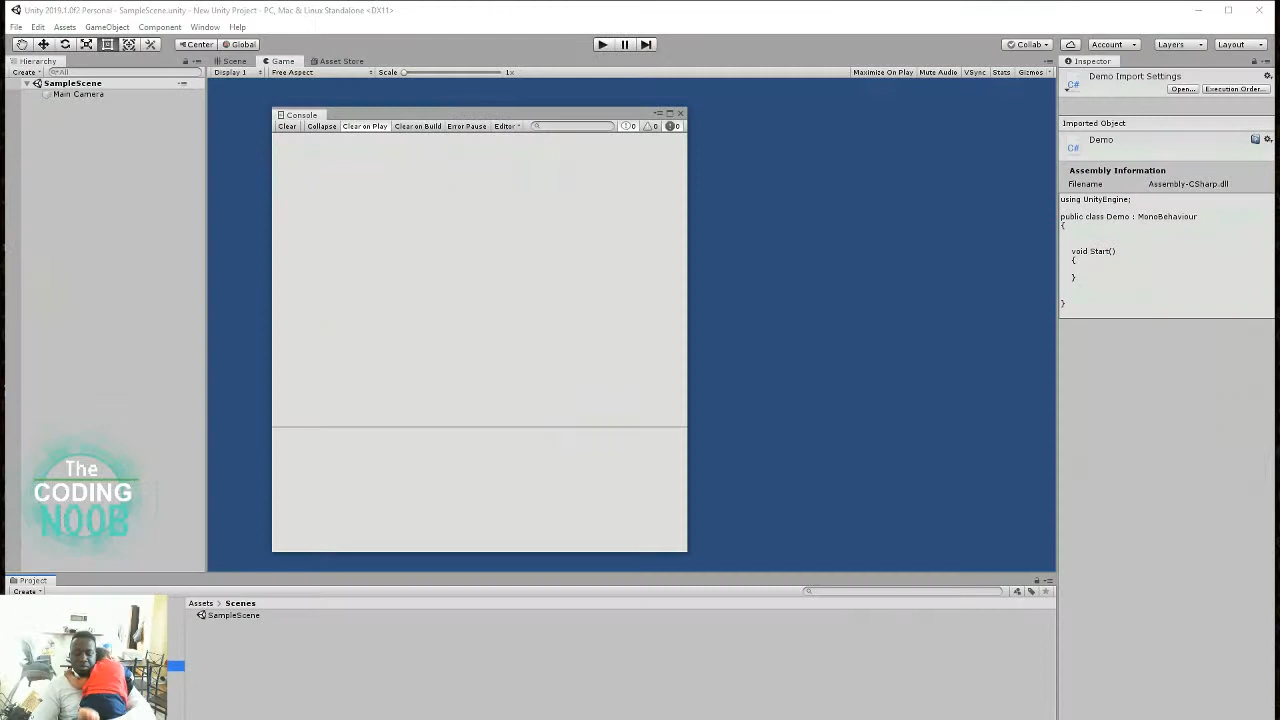 Unity 2019.1.0f2 Personal - SampleScene.unity - New Unity Project - PC, Mac & Linux Standalone <DX11>
File Edit Assets GameObject Component Window Help
Center Global Collab Account Layers Layout
Hierarchy Scene Game Asset Store Inspector
Create All Display 1 Free Aspect Scale 1x Maximize On Play Mute Audio VSync Stats Gizmos
Demo Import Settings
SampleScene
Open... Execution Order...
Main Camera
Console
Clear Collapse Clear on Play Clear on Build Error Pause Editor 0 0 0
Imported Object
Demo
C#
C#
Assembly Information
Filename Assembly-CSharp.dll
using UnityEngine;
public class Demo : MonoBehaviour
{
void Start()
{
}
}
The
CODING
NOOB
Project
Create
Assets > Scenes
SampleScene